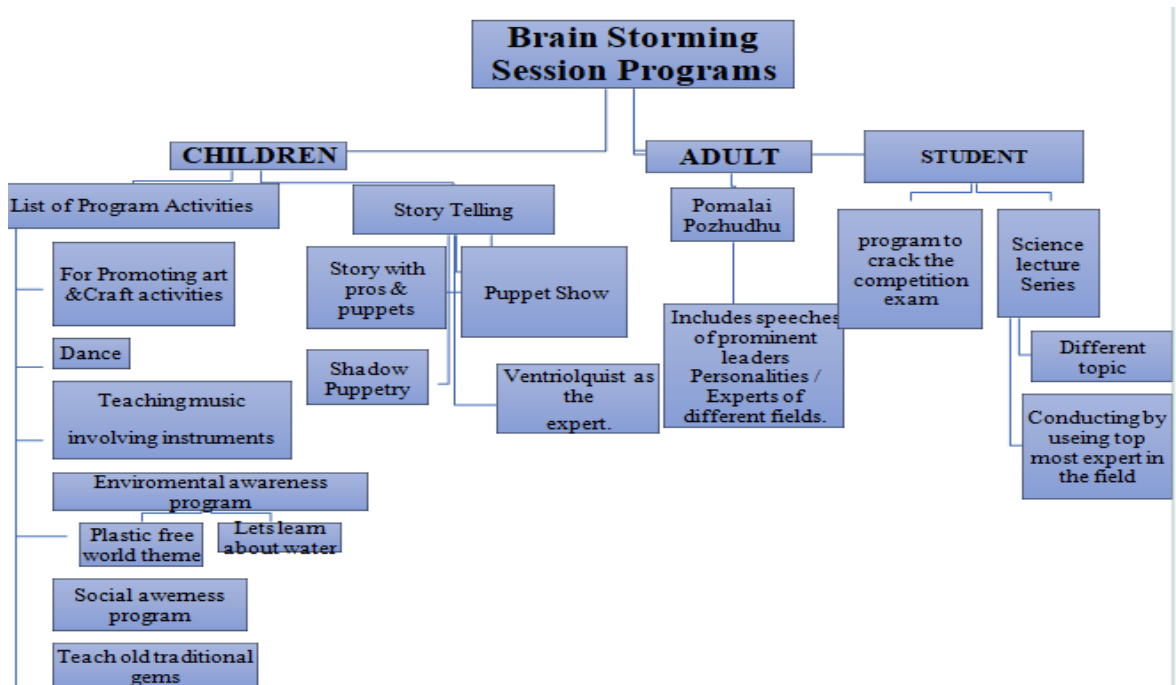 Brain Storming
Session Programs
CHILDREN
ADULT
STUDENT
List of Program Activities
Story Telling
Pomalai
Pozhudhu
program to
crack the
competition
exam
Science
lecture
Series
For Promoting art
&Craft activities
Story with
pros &
puppets
Puppet Show
Includes speeches
of prominent
leaders
Personalities /
Experts of
different fields.
Different
topic
Dance
Shadow
Puppetry
Ventriolquist as
the
expert.
Conducting by
useing top
most expert in
the field
Teaching music
involving instruments
Enviromental awareness
program
Plastic free
world theme
Lets learn
about water
Social awerness
program
Teach old traditional
gems